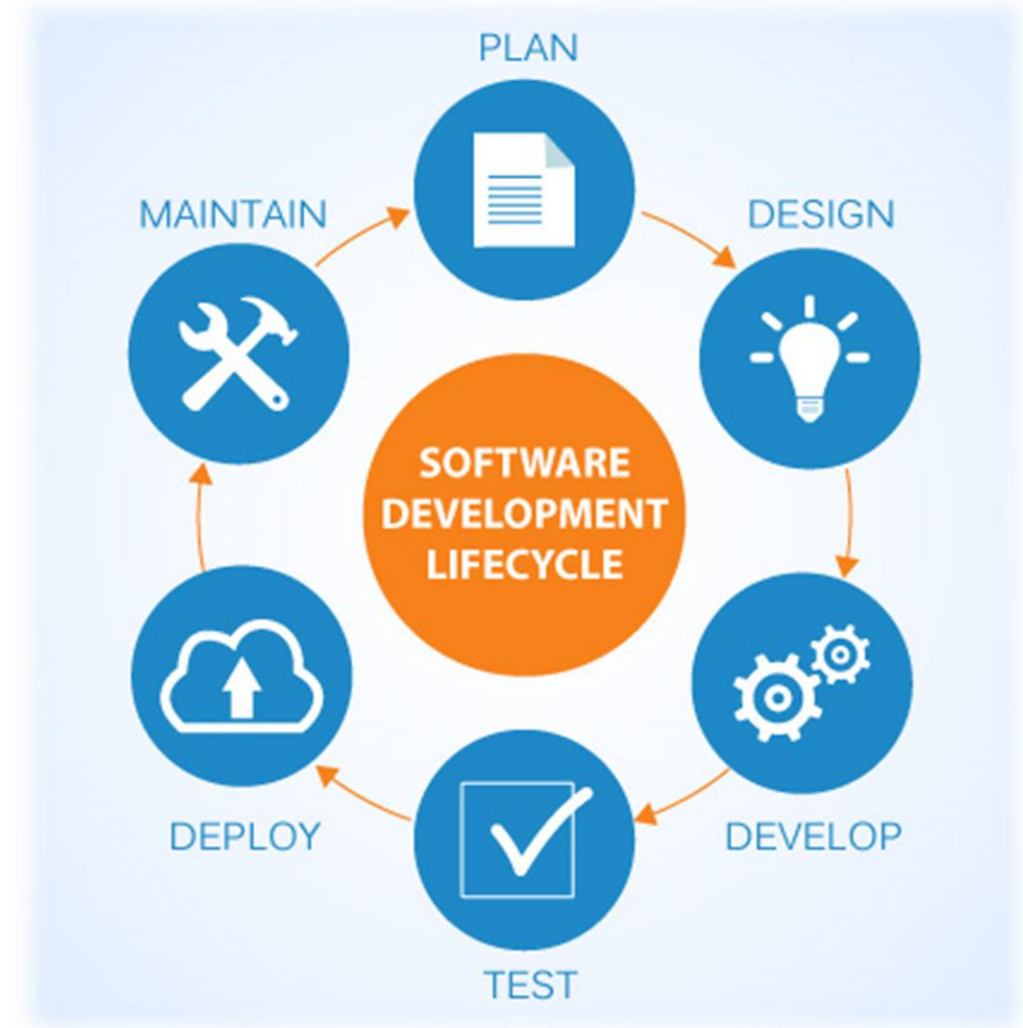 PLAN
MAINTAIN
DESIGN
SOFTWARE
DEVELOPMENT
LIFECYCLE
DEPLOY
DEVELOP
TEST